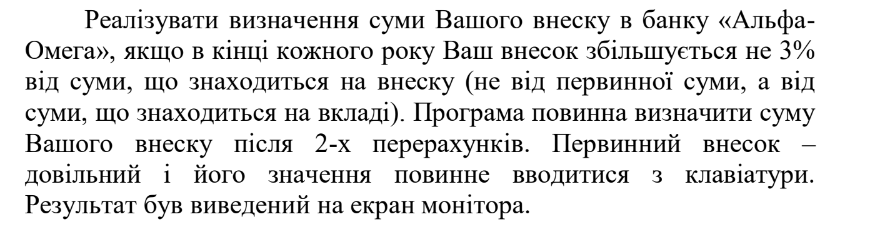 Реалізувати визначення суми Вашого внеску в банку «Альфа-
Омега», якщо в кінці кожного року Ваш внесок збільшується не 3%
від суми, що знаходиться на внеску (не від первинної суми, а від
суми, що знаходиться на вкладі). Програма повинна визначити суму
Вашого внеску після 2-х перерахунків. Первинний внесок –
довільний і його значення повинне вводитися з клавіатури.
Результат був виведений на екран монітора.